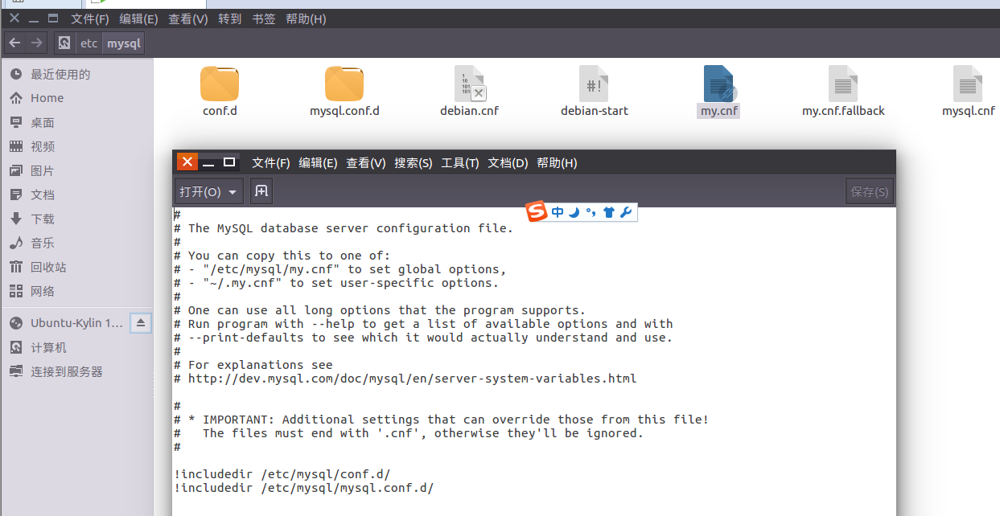 文件(F) 编辑(E) 查看(V) 转到 书签 帮助(H)
etc mysql
最近使用的
Home
桌面
视频
图片
文档
下载
音乐
回收站
网络
Ubuntu-Kylin 1...
计算机
连接到服务器
conf.d mysql.conf.d debian.cnf debian-start my.cnf my.cnf.fallback mysql.cnf
文件(F) 编辑(E) 查看(V) 搜索(S) 工具(T) 文档(D) 帮助(H)
打开(O) 保存(S)
中
#
# The MySQL database server configuration file.
#
# You can copy this to one of:
# - "/etc/mysql/my.cnf" to set global options,
# - "~/.my.cnf" to set user-specific options.
#
# One can use all long options that the program supports.
# Run program with --help to get a list of available options and with
# --print-defaults to see which it would actually understand and use.
#
# For explanations see
# http://dev.mysql.com/doc/mysql/en/server-system-variables.html

#
# * IMPORTANT: Additional settings that can override those from this file!
#   The files must end with '.cnf', otherwise they'll be ignored.
#

!includedir /etc/mysql/conf.d/
!includedir /etc/mysql/mysql.conf.d/